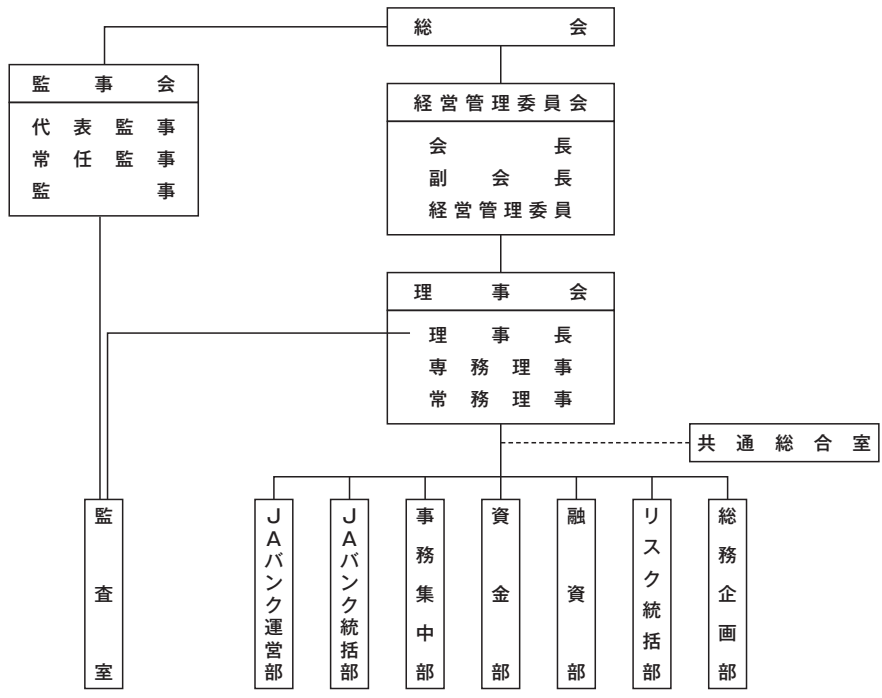 総会
監事会
代表監事
常任監事
監事
経営管理委員会
会長
副会長
経営管理委員
理事会
理事長
専務理事
常務理事
共通総合室
監査室
JAバンク運営部
JAバンク統括部
事務集中部
資金部
融資部
リスク統括部
総務企画部